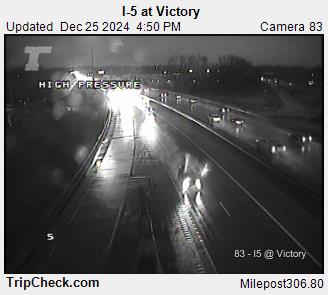 I-5 at Victory
Updated Dec 25 2024 4:50 PM Camera 83
HIGH PRESSURE
S
83 - I5 @ Victory
TripCheck.com Milepost306.80